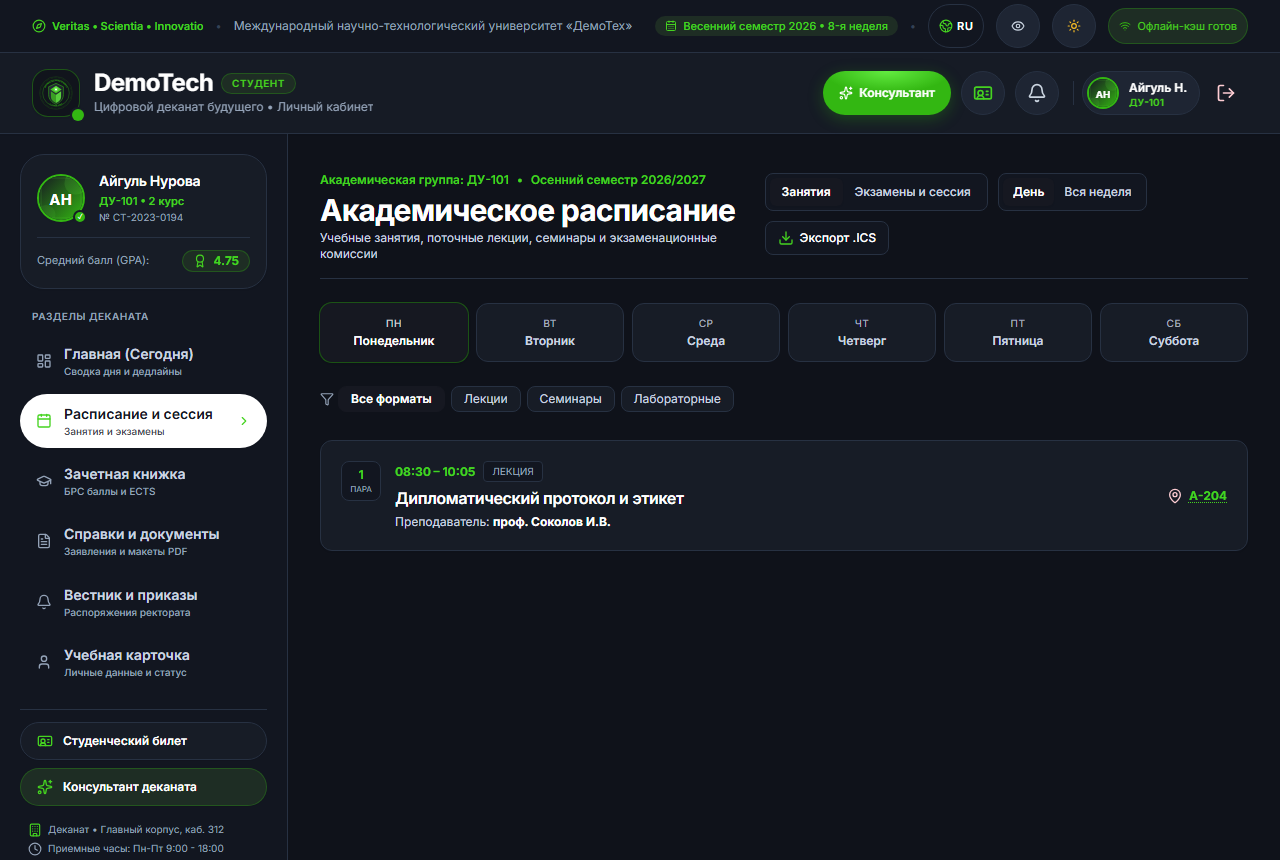 Veritas • Scientia • Innovatio • Международный научно-технологический университет «ДемоТех» Весенний семестр 2026 • 8-я неделя • RU Офлайн-кэш готов
DemoTech СТУДЕНТ
Цифровой деканат будущего • Личный кабинет
Консультант
АН Айгуль Н.
ДУ-101
АН
Айгуль Нурова
ДУ-101 • 2 курс
№ СТ-2023-0194
Средний балл (GPA): 4.75
РАЗДЕЛЫ ДЕКАНАТА
Главная (Сегодня)
Сводка дня и дедлайны
Расписание и сессия
Занятия и экзамены
Зачетная книжка
БРС баллы и ECTS
Справки и документы
Заявления и макеты PDF
Вестник и приказы
Распоряжения ректората
Учебная карточка
Личные данные и статус
Студенческий билет
Консультант деканата
Деканат • Главный корпус, каб. 312
Приемные часы: Пн-Пт 9:00 - 18:00
Академическая группа: ДУ-101 • Осенний семестр 2026/2027
Академическое расписание
Учебные занятия, поточные лекции, семинары и экзаменационные
комиссии
Занятия Экзамены и сессия День Вся неделя
Экспорт .ICS
ПН
Понедельник
ВТ
Вторник
СР
Среда
ЧТ
Четверг
ПТ
Пятница
СБ
Суббота
Все форматы Лекции Семинары Лабораторные
1
ПАРА
08:30 – 10:05 ЛЕКЦИЯ
Дипломатический протокол и этикет
Преподаватель: проф. Соколов И.В.
А-204